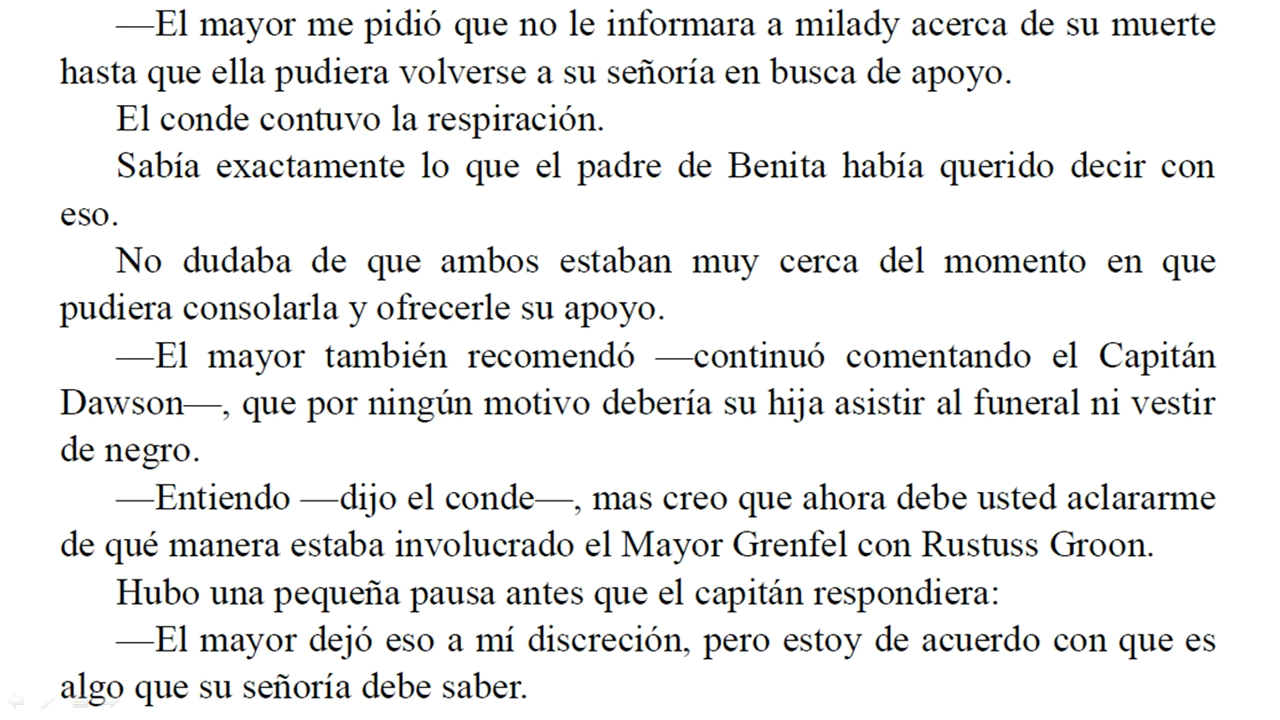 —El mayor me pidió que no le informara a milady acerca de su muerte
hasta que ella pudiera volverse a su señoría en busca de apoyo.
El conde contuvo la respiración.
Sabía exactamente lo que el padre de Benita había querido decir con
eso.
No dudaba de que ambos estaban muy cerca del momento en que
pudiera consolarla y ofrecerle su apoyo.
—El mayor también recomendó —continuó comentando el Capitán
Dawson—, que por ningún motivo debería su hija asistir al funeral ni vestir
de negro.
—Entiendo —dijo el conde—, mas creo que ahora debe usted aclararme
de qué manera estaba involucrado el Mayor Grenfel con Rustuss Groon.
Hubo una pequeña pausa antes que el capitán respondiera:
—El mayor dejó eso a mí discreción, pero estoy de acuerdo con que es
algo que su señoría debe saber.